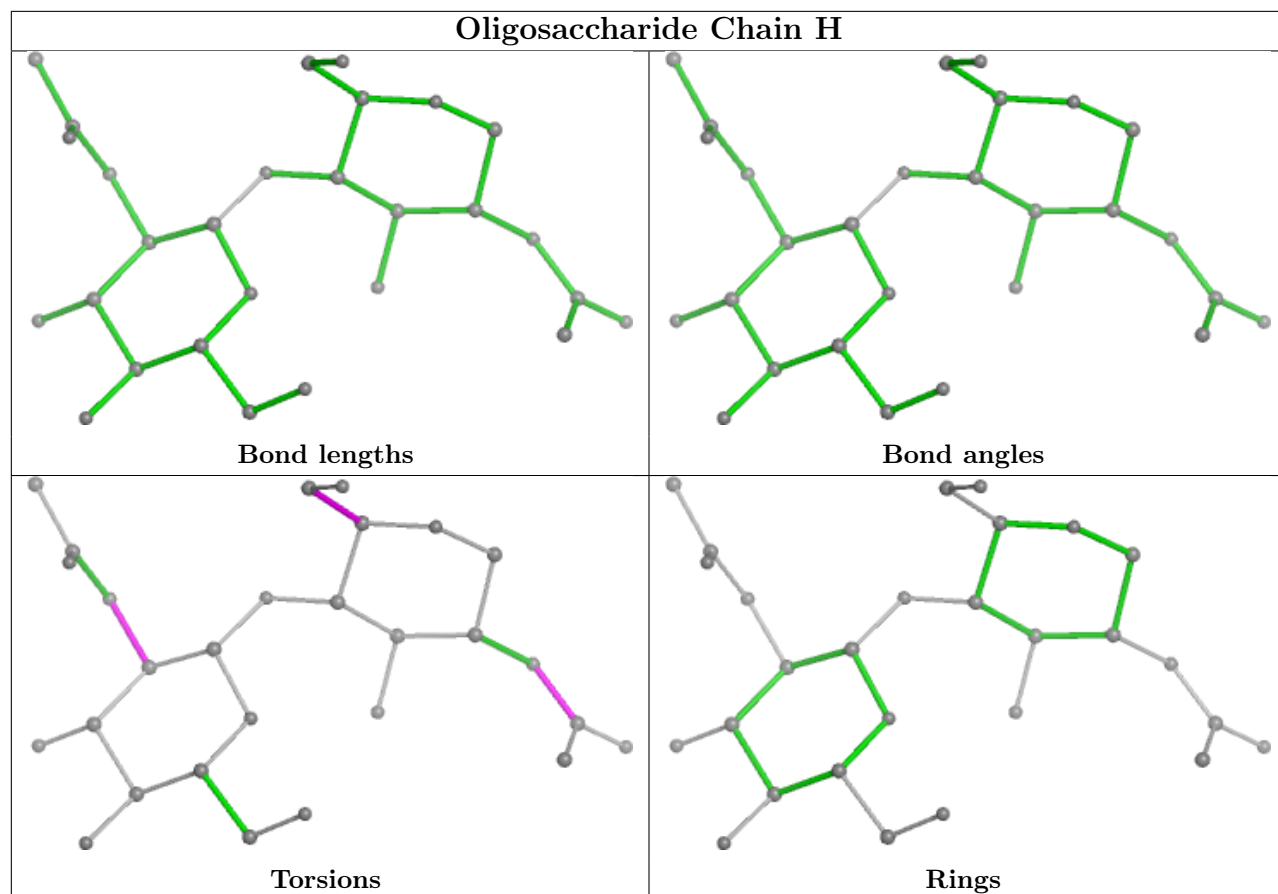 Oligosaccharide Chain H
Bond lengths
Bond angles
Torsions
Rings